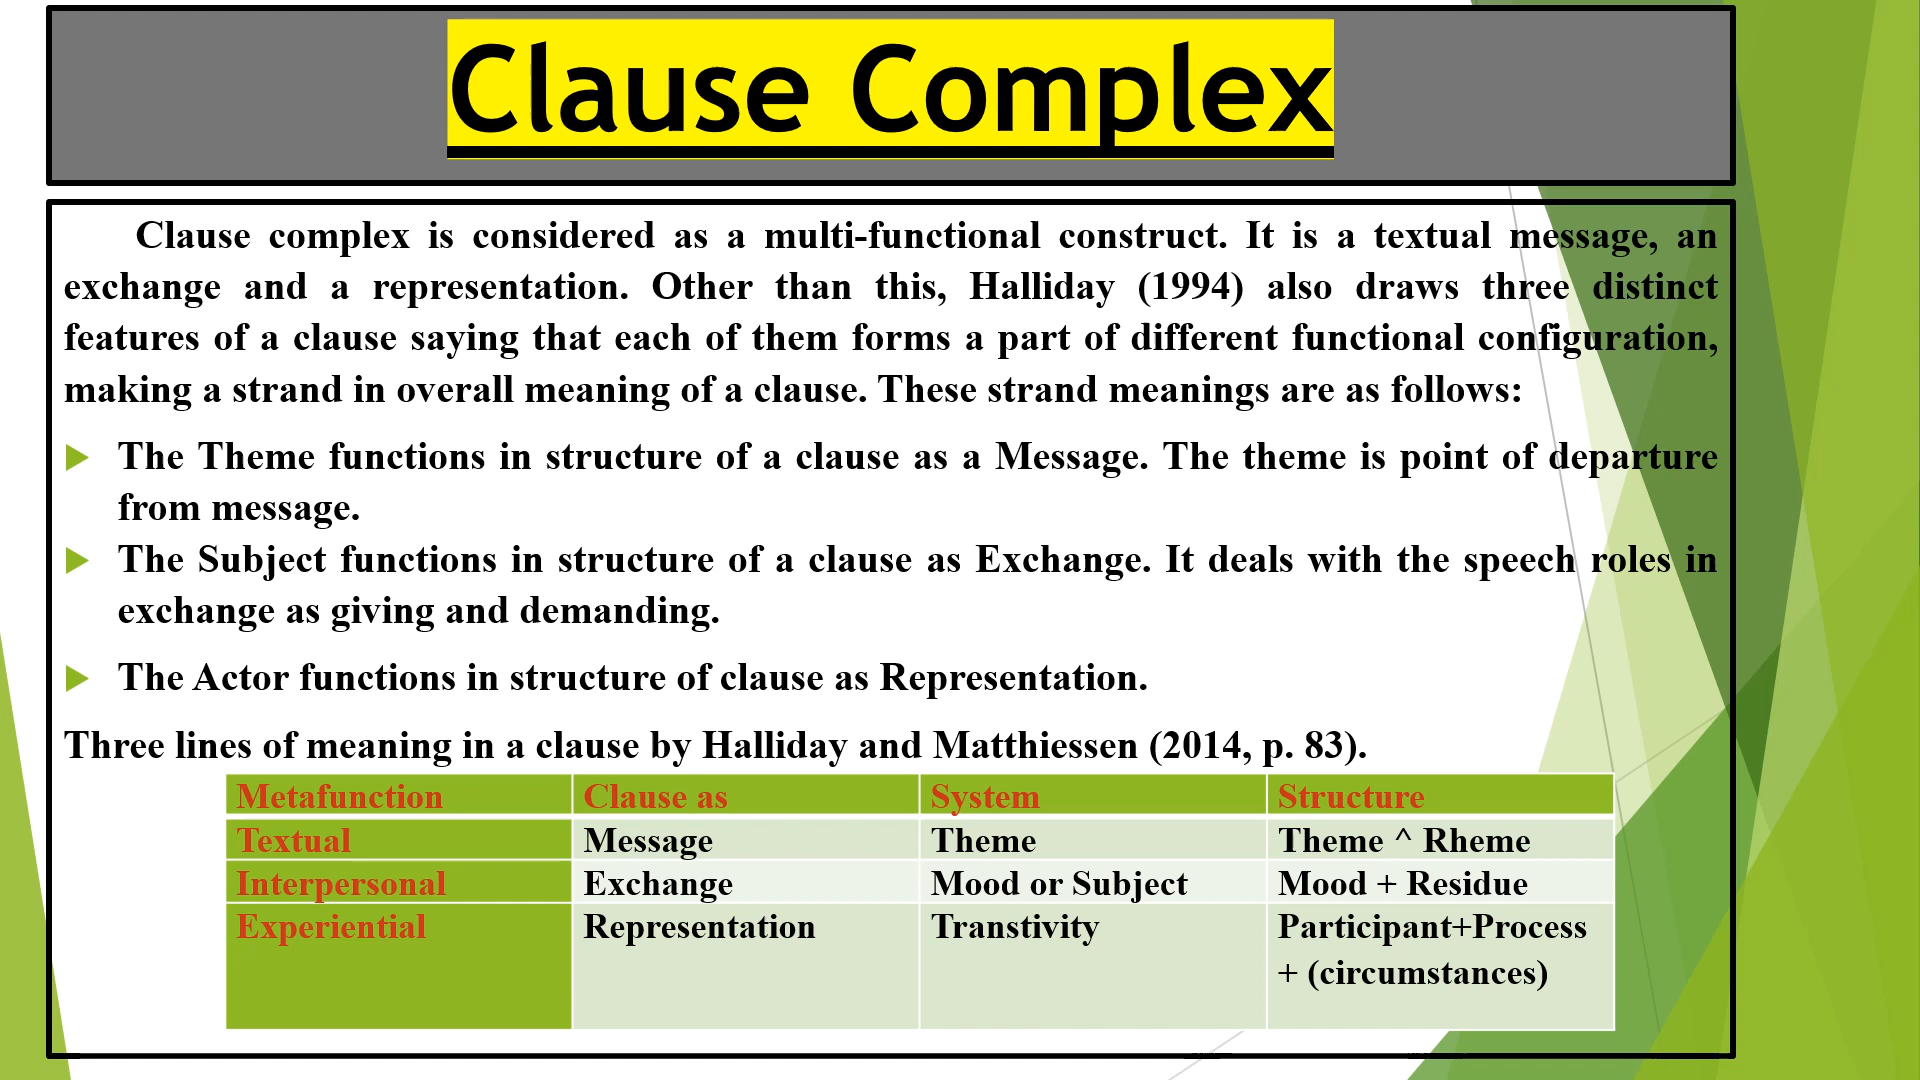 Clause Complex
Clause complex is considered as a multi-functional construct. It is a textual message, an
exchange and a representation. Other than this, Halliday (1994) also draws three distinct
features of a clause saying that each of them forms a part of different functional configuration,
making a strand in overall meaning of a clause. These strand meanings are as follows:
The Theme functions in structure of a clause as a Message. The theme is point of departure
from message.
The Subject functions in structure of a clause as Exchange. It deals with the speech roles in
exchange as giving and demanding.
The Actor functions in structure of clause as Representation.
Three lines of meaning in a clause by Halliday and Matthiessen (2014, p. 83).
Metafunction Clause as System Structure
Textual Message Theme Theme ^ Rheme
Interpersonal Exchange Mood or Subject Mood + Residue
Experiential Representation Transtivity Participant+Process
+ (circumstances)